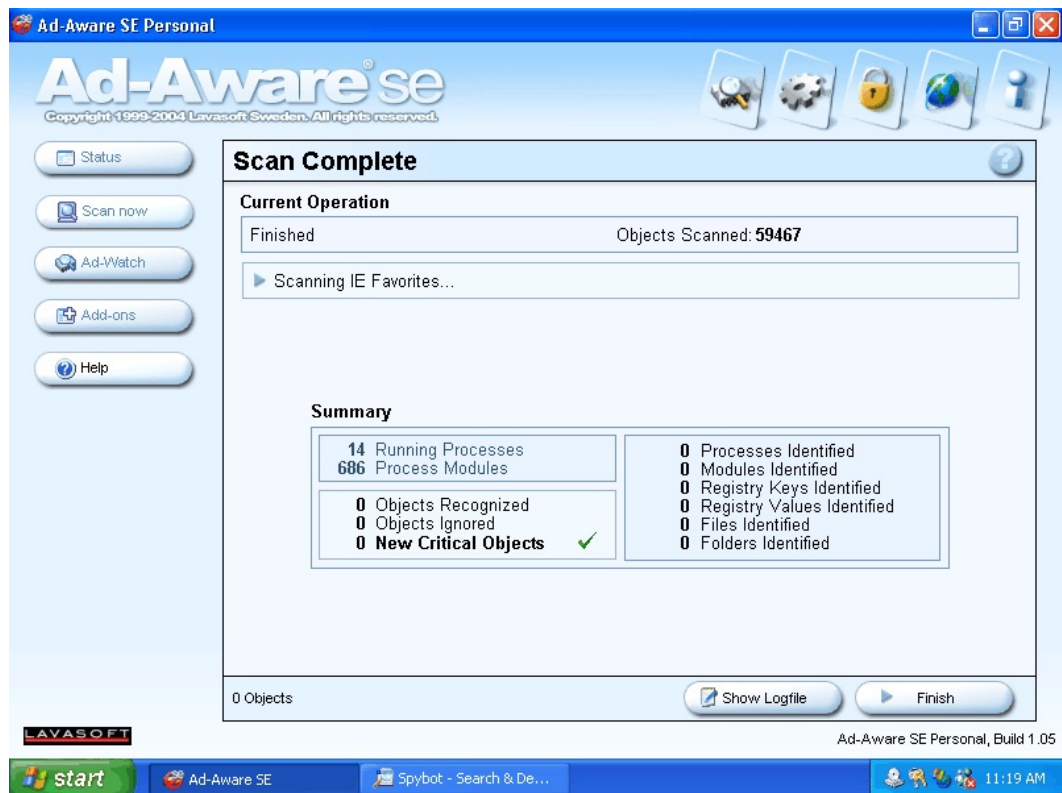 Ad-Aware SE Personal
Ad-Aware® se
Copyright 1999-2004 Lavasoft Sweden. All rights reserved.
Status
Scan now
Ad-Watch
Add-ons
Help
Scan Complete
Current Operation
Finished Objects Scanned: 59467
Scanning IE Favorites...
Summary
14 Running Processes
686 Process Modules
0 Objects Recognized
0 Objects Ignored
0 New Critical Objects
0 Processes Identified
0 Modules Identified
0 Registry Keys Identified
0 Registry Values Identified
0 Files Identified
0 Folders Identified
0 Objects
Show Logfile
Finish
LAVASOFT
Ad-Aware SE Personal, Build 1.05
start
Ad-Aware SE
Spybot - Search & De...
11:19 AM